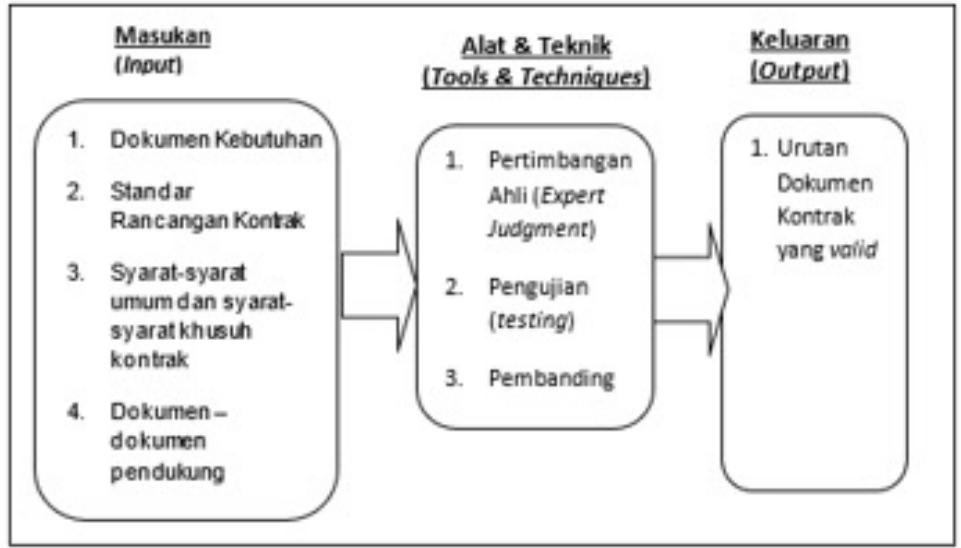 Masukan
(Input)
1. Dokumen Kebutuhan
2. Standar
Rancangan Kontrak
3. Syarat-syarat
umum dan syarat-
syarat khusuh
kontrak
4. Dokumen –
dokumen
pendukung
Alat & Teknik
(Tools & Techniques)
1. Pertimbangan
Ahli (Expert
Judgment)
2. Pengujian
(testing)
3. Pembanding
Keluaran
(Output)
1. Urutan
Dokumen
Kontrak
yang valid